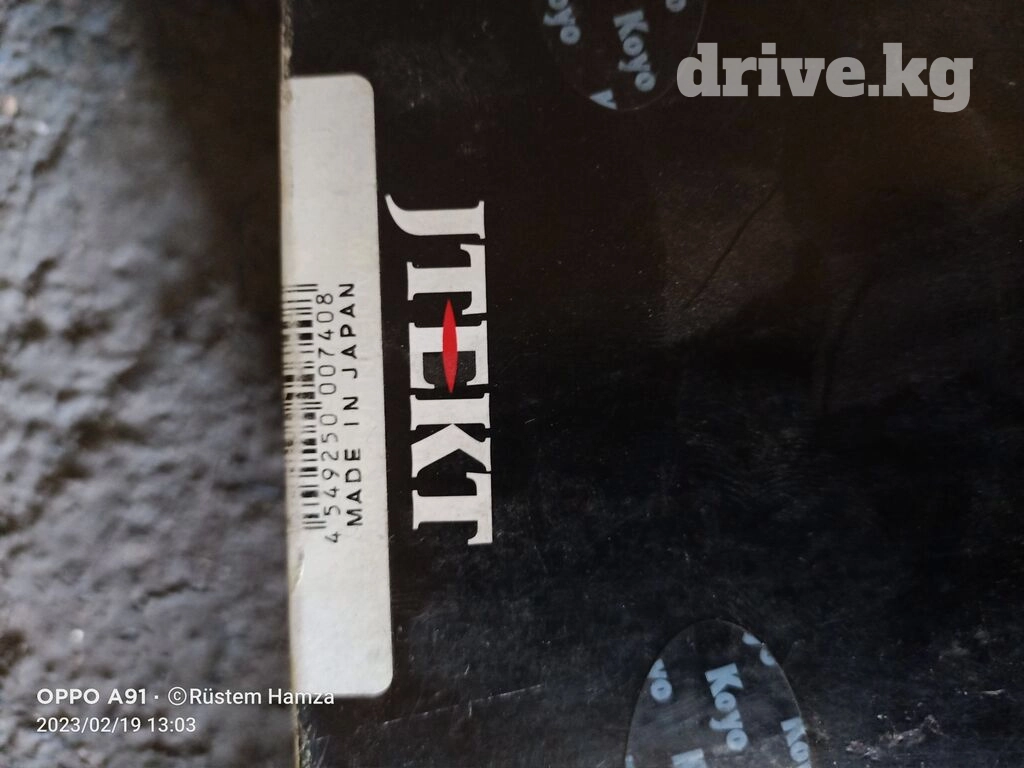 drive.kg
oyo
Koyo
JTEKT
4 549250 007408
MADE IN JAPAN
Koyo
OPPO A91 · ©Rüstem Hamza
2023/02/19 13:03